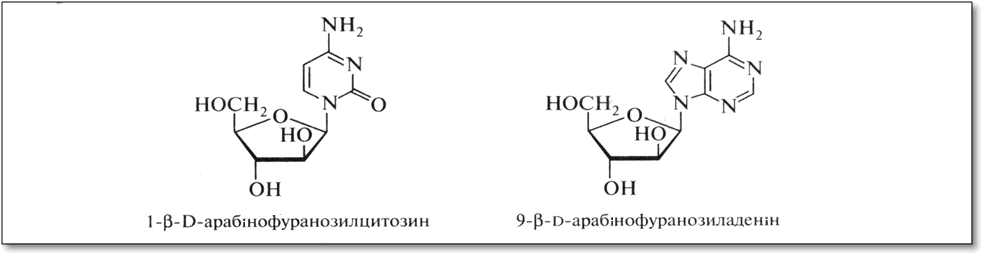 NH₂
NH₂
N
N
N
N
O
N
N
HOCH₂
HOCH₂
O
O
HO
HO
OH
OH
1-β-D-арабінофуранозилцитозин
9-β-D-арабінофуранозиладенін